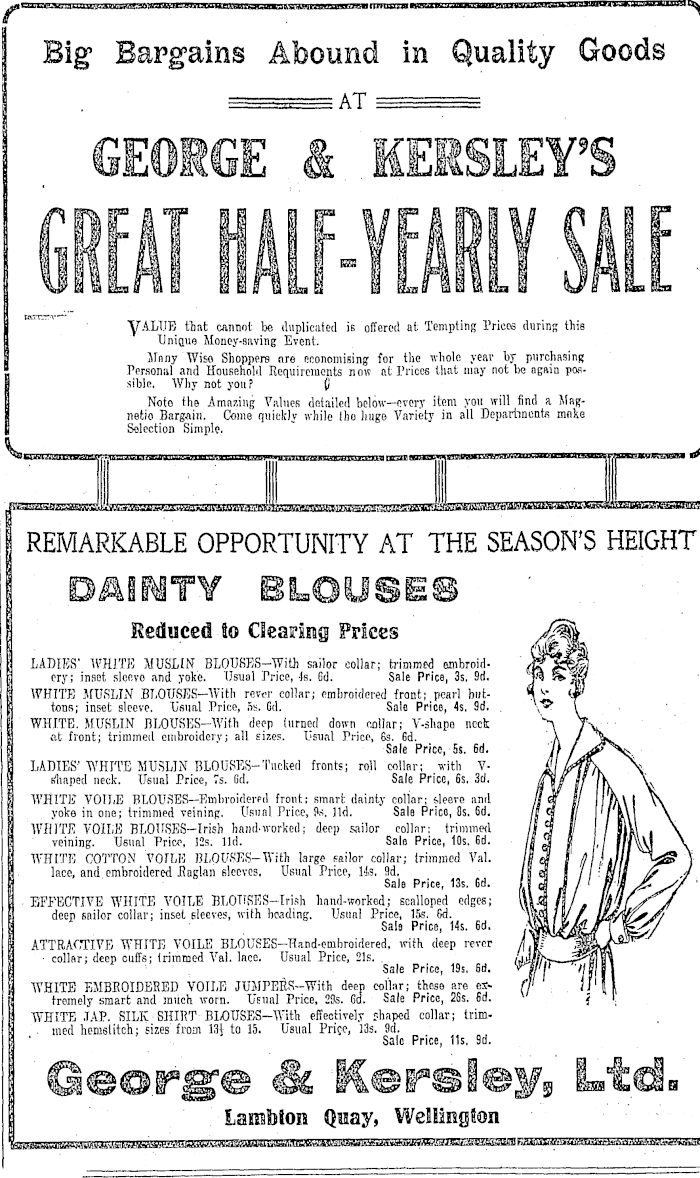 Big Bargains Abound in Quality Goods
AT
GEORGE & KERSLEY'S
GREAT HALF-YEARLY SALE
VALUE that cannot be duplicated is offered at Tempting Prices during this
Unique Money-saving Event.
Many Wise Shoppers are economising for the whole year by purchasing
Personal and Household Requirements now at Prices that may not be again pos-
sible. Why not you?
Note the Amazing Values detailed below—every item you will find a Mag-
netic Bargain. Come quickly while the huge Variety in all Departments make
Selection Simple.
REMARKABLE OPPORTUNITY AT THE SEASON'S HEIGHT
DAINTY BLOUSES
Reduced to Clearing Prices
LADIES' WHITE MUSLIN BLOUSES—With sailor collar; trimmed embroid-
ery; inset sleeve and yoke. Usual Price, 4s. 6d. Sale Price, 3s. 9d.
WHITE MUSLIN BLOUSES—With rever collar; embroidered front; pearl but-
tons; inset sleeve. Usual Price, 5s. 6d. Sale Price, 4s. 9d.
WHITE MUSLIN BLOUSES—With deep turned down collar; V-shape neck
at front; trimmed embroidery; all sizes. Usual Price, 6s. 6d.
Sale Price, 5s. 6d.
LADIES' WHITE MUSLIN BLOUSES—Tucked fronts; roll collar; with V-
shaped neck. Usual Price, 7s. 6d. Sale Price, 6s. 3d.
WHITE VOILE BLOUSES—Embroidered front; smart dainty collar; sleeve and
yoke in one; trimmed veining. Usual Price, 9s. 11d. Sale Price, 8s. 6d.
WHITE VOILE BLOUSES—Irish hand-worked; deep sailor collar; trimmed
veining. Usual Price, 12s. 11d. Sale Price, 10s. 6d.
WHITE COTTON VOILE BLOUSES—With large sailor collar; trimmed Val.
lace, and embroidered Raglan sleeves. Usual Price, 14s. 9d.
Sale Price, 13s. 6d.
EFFECTIVE WHITE VOILE BLOUSES—Irish hand-worked; scalloped edges;
deep sailor collar; inset sleeves, with beading. Usual Price, 15s. 6d.
Sale Price, 14s. 6d.
ATTRACTIVE WHITE VOILE BLOUSES—Hand-embroidered, with deep rever
collar; deep cuffs; trimmed Val. lace. Usual Price, 21s.
Sale Price, 19s. 6d.
WHITE EMBROIDERED VOILE JUMPERS—With deep collar; these are ex-
tremely smart and much worn. Usual Price, 29s. 6d. Sale Price, 26s. 6d.
WHITE JAP. SILK SHIRT BLOUSES—With effectively shaped collar; trim-
med hemstitch; sizes from 13½ to 15. Usual Price, 13s. 9d.
Sale Price, 11s. 9d.
George & Kersley, Ltd.
Lambton Quay, Wellington